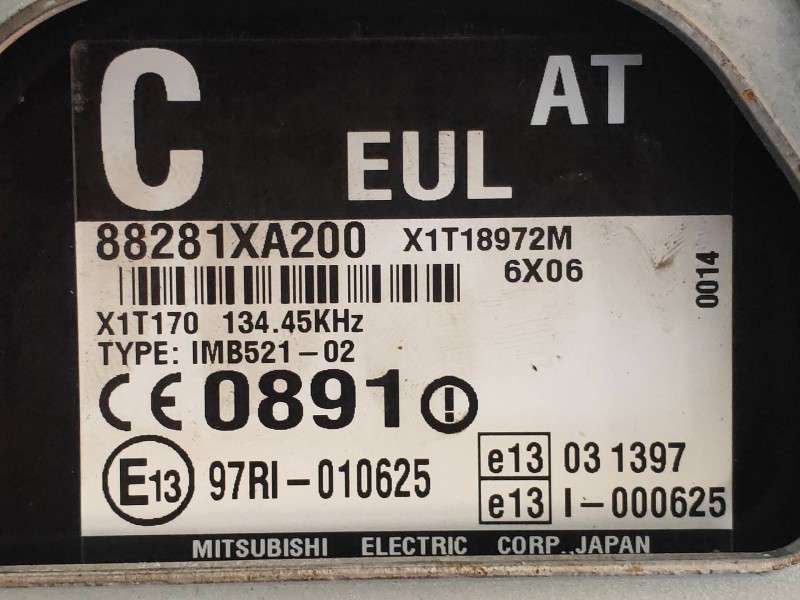 C
AT
EUL
88281XA200 X1T18972M
6X06
0014
X1T170 134.45KHz
TYPE: IMB521-02
CE 0891 !
E13 97RI-010625
e13 03 1397
e13 I-000625
MITSUBISHI ELECTRIC CORP., JAPAN